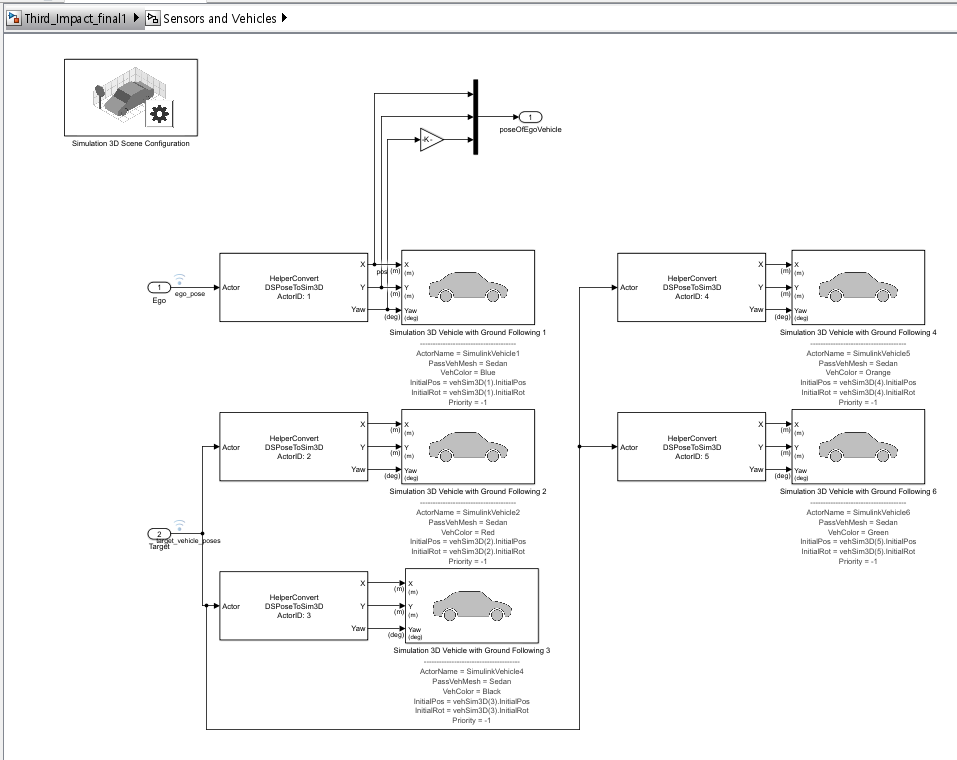 Third_Impact_final1 Sensors and Vehicles
Simulation 3D Scene Configuration
-K-
1
poseOfEgoVehicle
1
Ego
ego_pose
Actor
HelperConvert
DSPoseToSim3D
ActorID: 1
X
Y
Yaw
pos (m)
(m)
(deg)
X
(m)
Y
(m)
Yaw
(deg)
Simulation 3D Vehicle with Ground Following 1
ActorName = SimulinkVehicle1
PassVehMesh = Sedan
VehColor = Blue
InitialPos = vehSim3D(1).InitialPos
InitialRot = vehSim3D(1).InitialRot
Priority = -1
Actor
HelperConvert
DSPoseToSim3D
ActorID: 4
X
Y
Yaw
(m)
(m)
(deg)
X
(m)
Y
(m)
Yaw
(deg)
Simulation 3D Vehicle with Ground Following 4
ActorName = SimulinkVehicle5
PassVehMesh = Sedan
VehColor = Orange
InitialPos = vehSim3D(4).InitialPos
InitialRot = vehSim3D(4).InitialRot
Priority = -1
Actor
HelperConvert
DSPoseToSim3D
ActorID: 2
X
Y
Yaw
(m)
(m)
(deg)
X
(m)
Y
(m)
Yaw
(deg)
Simulation 3D Vehicle with Ground Following 2
ActorName = SimulinkVehicle2
PassVehMesh = Sedan
VehColor = Red
InitialPos = vehSim3D(2).InitialPos
InitialRot = vehSim3D(2).InitialRot
Priority = -1
Actor
HelperConvert
DSPoseToSim3D
ActorID: 5
X
Y
Yaw
(m)
(m)
(deg)
X
(m)
Y
(m)
Yaw
(deg)
Simulation 3D Vehicle with Ground Following 6
ActorName = SimulinkVehicle6
PassVehMesh = Sedan
VehColor = Green
InitialPos = vehSim3D(5).InitialPos
InitialRot = vehSim3D(5).InitialRot
Priority = -1
2
target_vehicle_poses
Target
Actor
HelperConvert
DSPoseToSim3D
ActorID: 3
X
Y
Yaw
(m)
(m)
(deg)
X
(m)
Y
(m)
Yaw
(deg)
Simulation 3D Vehicle with Ground Following 3
ActorName = SimulinkVehicle4
PassVehMesh = Sedan
VehColor = Black
InitialPos = vehSim3D(3).InitialPos
InitialRot = vehSim3D(3).InitialRot
Priority = -1